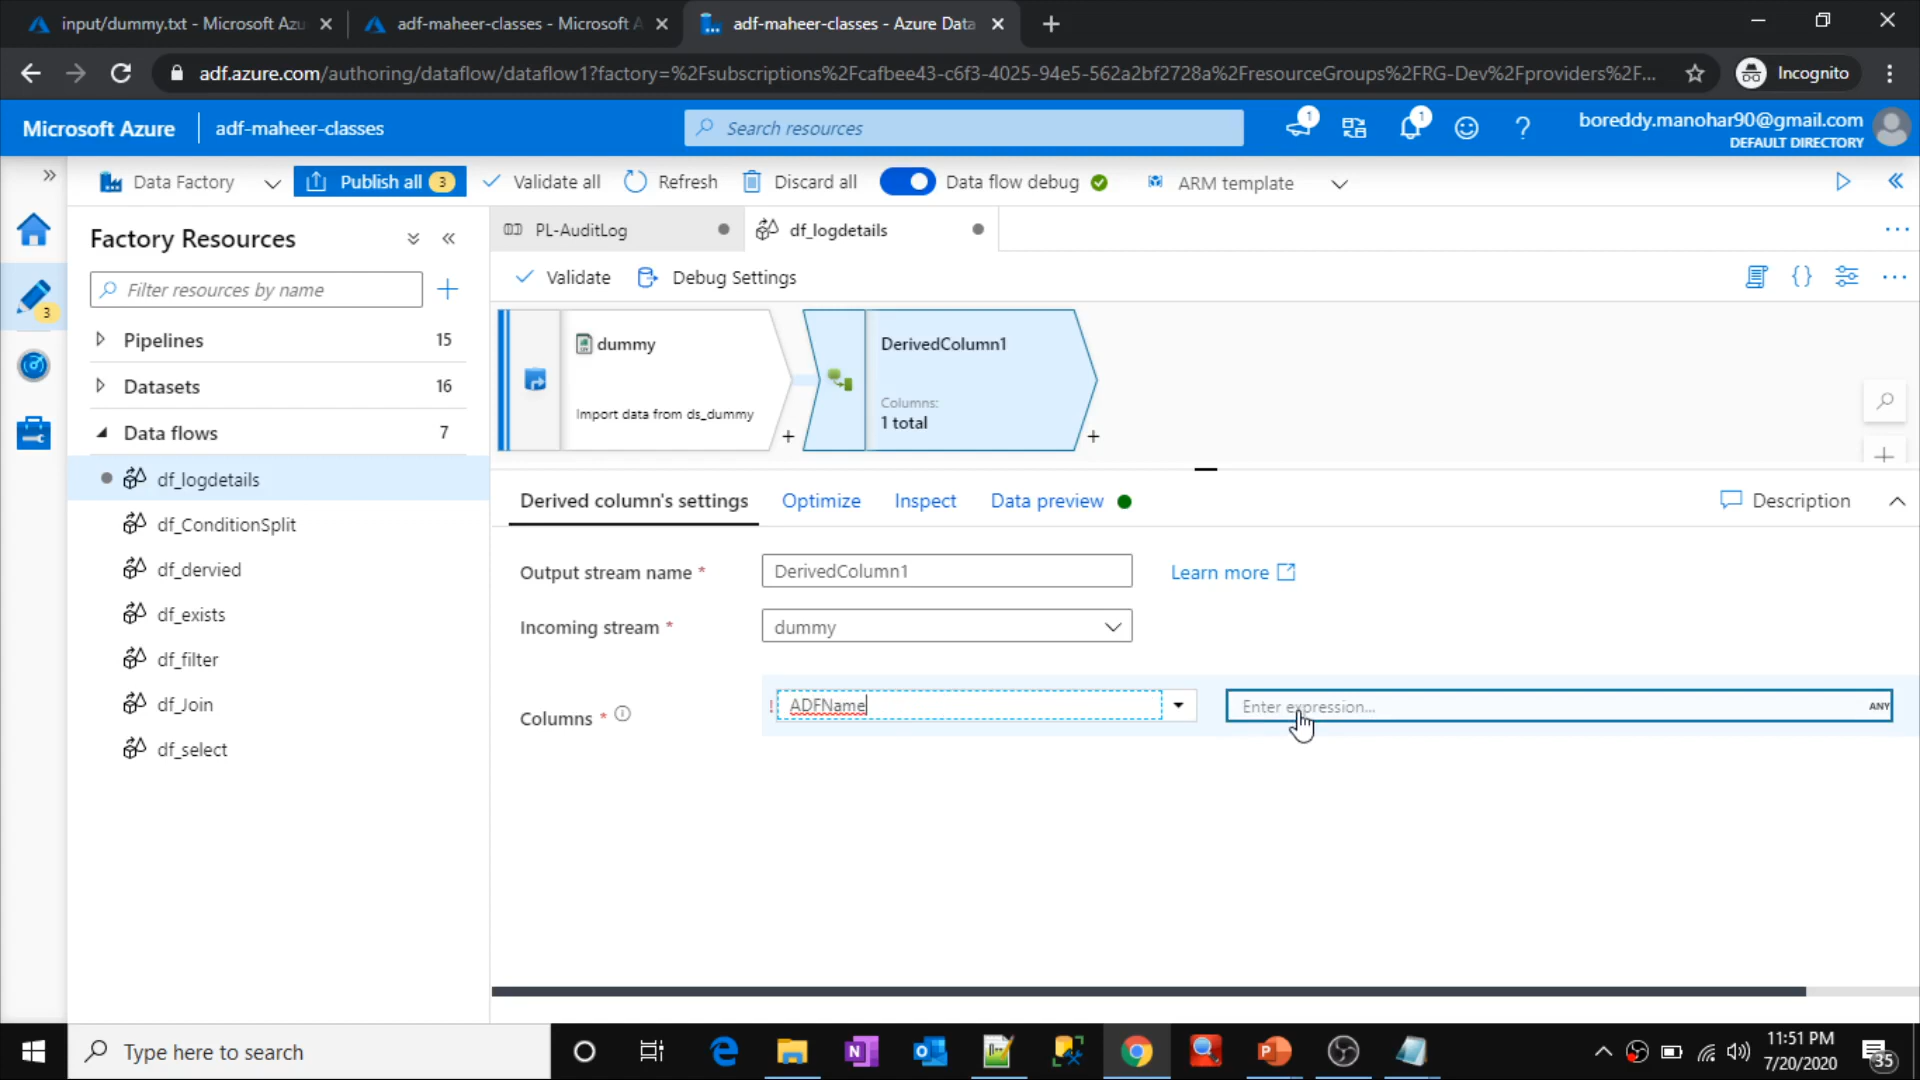 input/dummy.txt - Microsoft Azu
adf-maheer-classes - Microsoft A
adf-maheer-classes - Azure Data
adf.azure.com/authoring/dataflow/dataflow1?factory=%2Fsubscriptions%2Fcafbee43-c6f3-4025-94e5-562a2bf2728a%2FresourceGroups%2FRG-Dev%2Fproviders%2F...
Incognito
Microsoft Azure
adf-maheer-classes
Search resources
1
1
?
boreddy.manohar90@gmail.com
DEFAULT DIRECTORY
Data Factory
Publish all 3
Validate all
Refresh
Discard all
Data flow debug
ARM template
Factory Resources
PL-AuditLog
df_logdetails
Filter resources by name
3
Validate
Debug Settings
Pipelines 15
Datasets 16
Data flows 7
df_logdetails
df_ConditionSplit
df_dervied
df_exists
df_filter
df_Join
df_select
dummy
Import data from ds_dummy
DerivedColumn1
Columns:
1 total
Derived column's settings
Optimize
Inspect
Data preview
Description
Output stream name *
DerivedColumn1
Learn more
Incoming stream *
dummy
Columns *
ADFName
Enter expression...
ANY
Type here to search
11:51 PM
7/20/2020
35